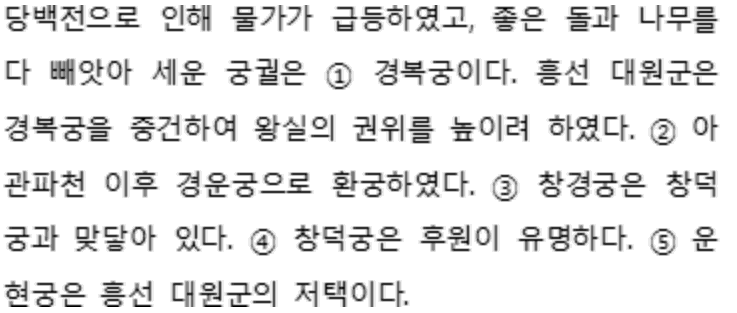 당백전으로 인해 물가가 급등하였고, 좋은 돌과 나무를
다 빼앗아 세운 궁궐은 ① 경복궁이다. 흥선 대원군은
경복궁을 중건하여 왕실의 권위를 높이려 하였다. ② 아
관파천 이후 경운궁으로 환궁하였다. ③ 창경궁은 창덕
궁과 맞닿아 있다. ④ 창덕궁은 후원이 유명하다. ⑤ 운
현궁은 흥선 대원군의 저택이다.